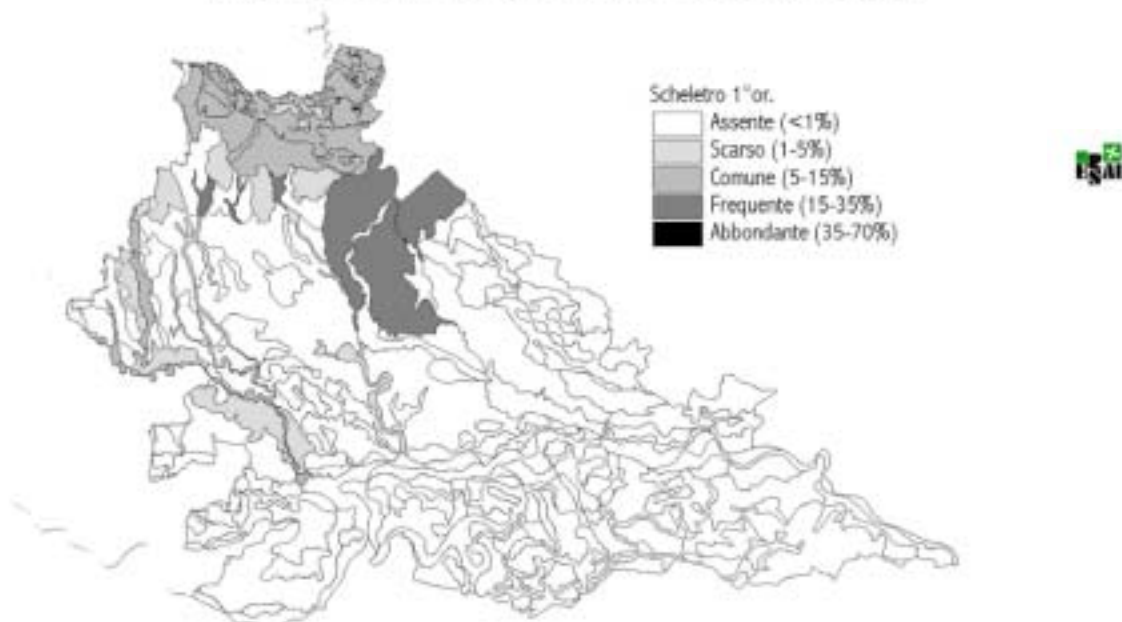 Scheletro 1°or.
Assente (<1%)
Scarso (1-5%)
Comune (5-15%)
Frequente (15-35%)
Abbondante (35-70%)